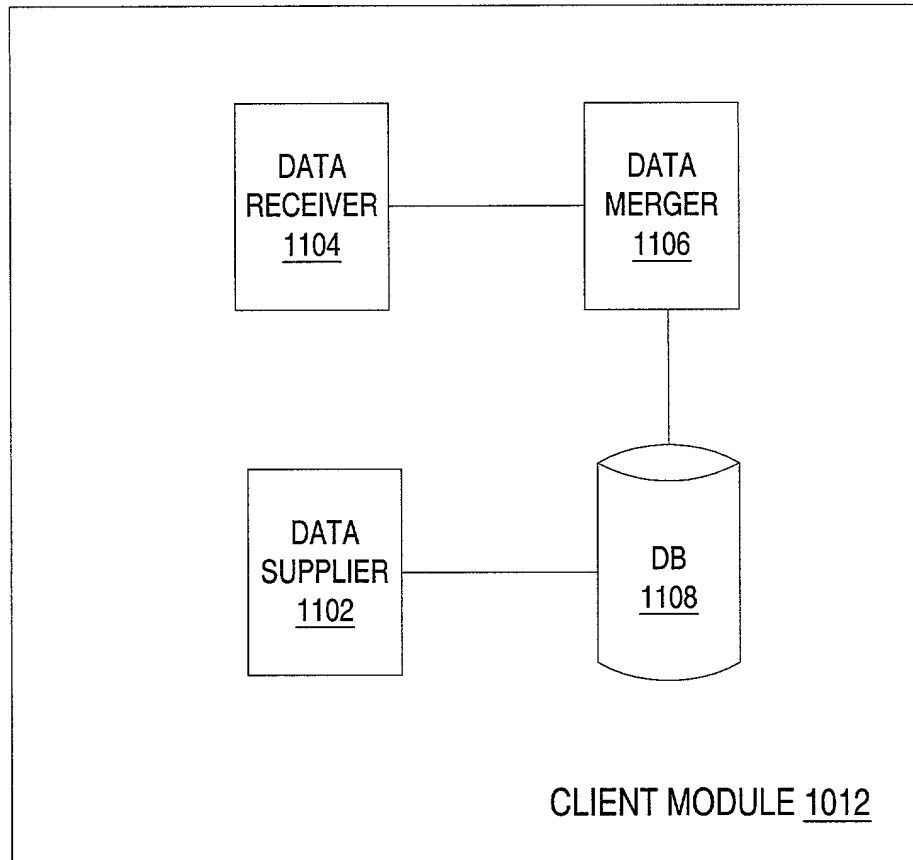 DATA
RECEIVER
1104
DATA
MERGER
1106
DATA
SUPPLIER
1102
DB
1108
CLIENT MODULE 1012